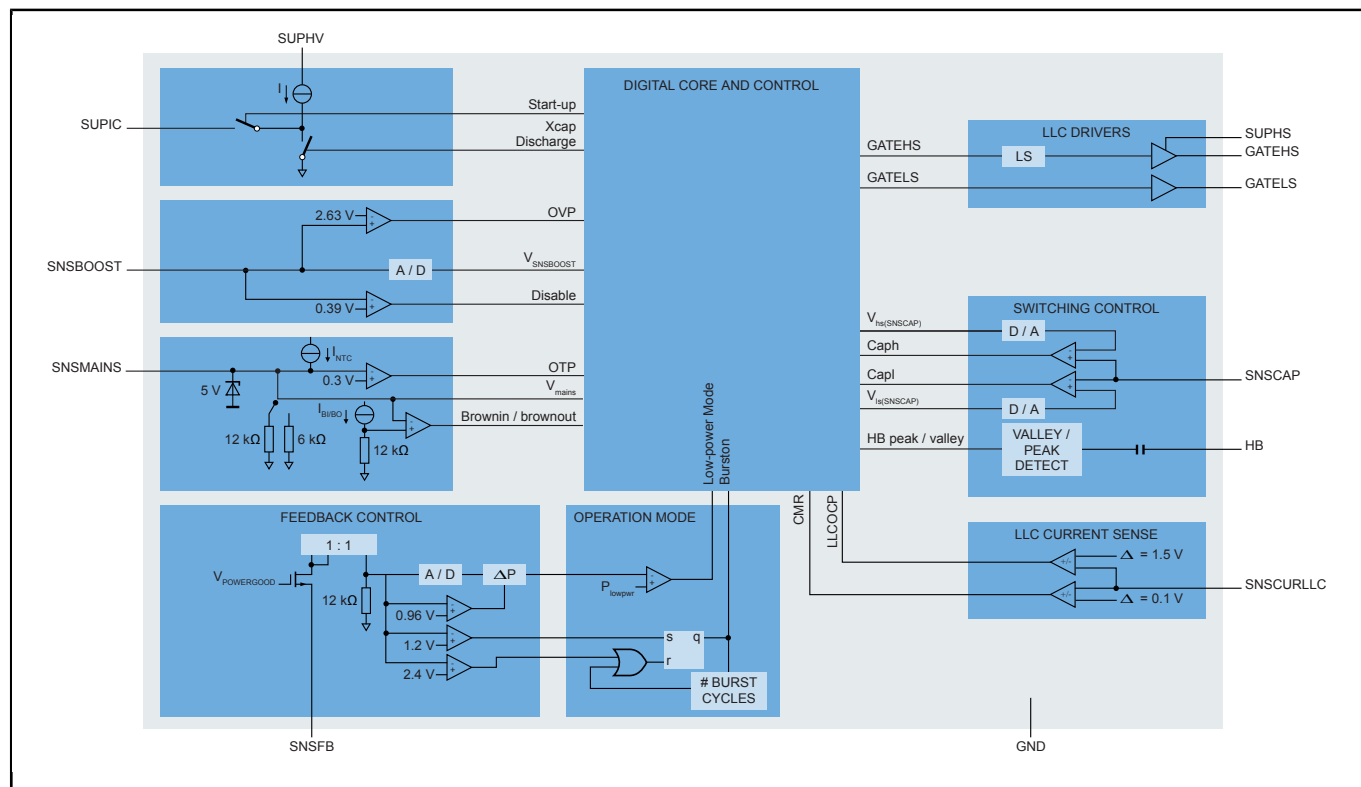 SUPHV
I
SUPIC
Start-up
Xcap
Discharge
DIGITAL CORE AND CONTROL
GATEHS
GATELS
LLC DRIVERS
LS
SUPHS
GATEHS
GATELS
2.63 V
-
+
OVP
SNSBOOST
A / D
VSNSBOOST
0.39 V
-
+
Disable
SNSMAINS
INTC
5 V
0.3 V
-
+
OTP
Vmains
IBI/BO
Brownin / brownout
-
+
12 kΩ
6 kΩ
12 kΩ
Low-power Mode
Burston
SWITCHING CONTROL
Vhs(SNSCAP)
D / A
Caph
-
+
Capl
-
+
SNSCAP
Vls(SNSCAP)
D / A
HB peak / valley
VALLEY /
PEAK
DETECT
HB
CMR
LLCOCP
LLC CURRENT SENSE
+/-
Δ = 1.5 V
SNSCURLLC
+/-
Δ = 0.1 V
FEEDBACK CONTROL
1 : 1
VPOWERGOOD
12 kΩ
A / D
ΔP
0.96 V
-
+
1.2 V
-
+
2.4 V
-
+
OPERATION MODE
Plowpwr
-
+
s
q
r
# BURST
CYCLES
SNSFB
GND